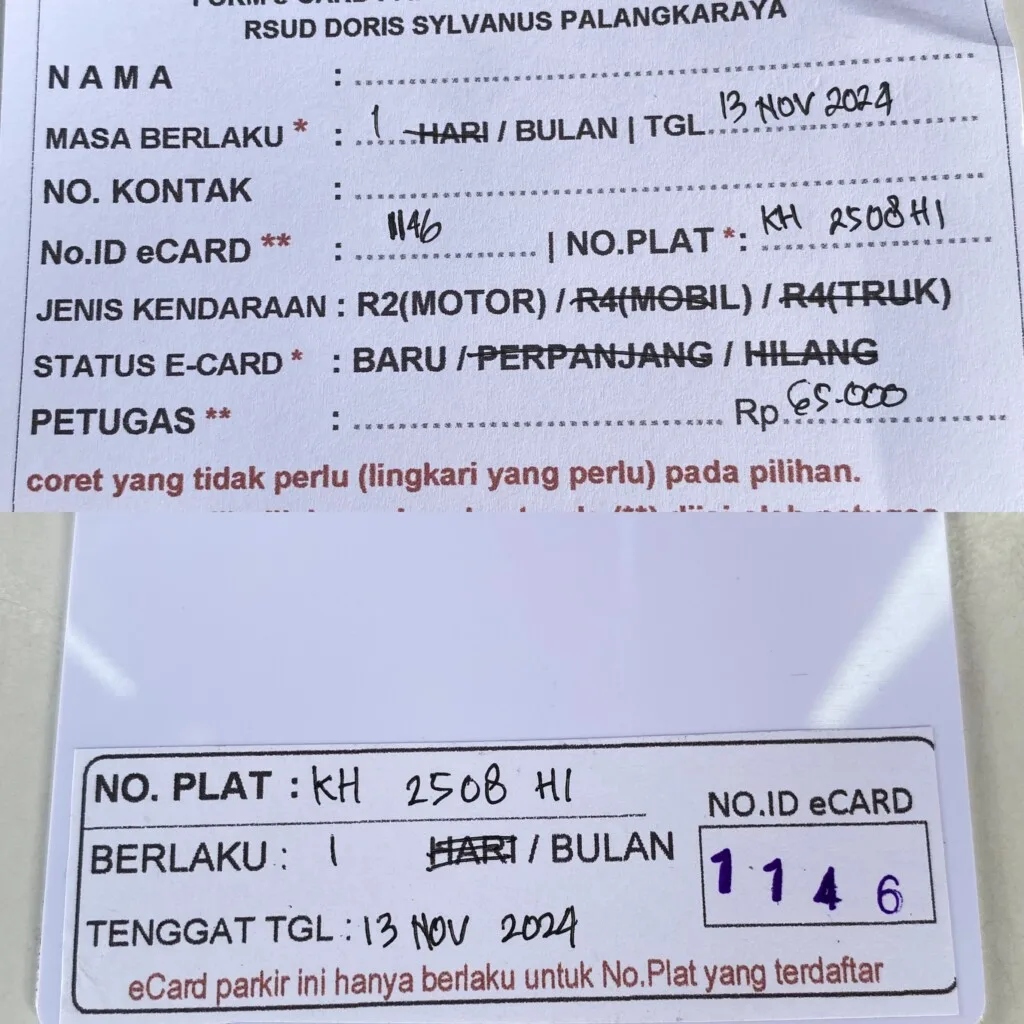 RSUD DORIS SYLVANUS PALANGKARAYA
NAMA :
MASA BERLAKU * : 1 HARI / BULAN | TGL 13 NOV 2024
NO. KONTAK :
No.ID eCARD ** : 1146 | NO.PLAT *: KH 2508 HI
JENIS KENDARAAN : R2(MOTOR) / R4(MOBIL) / R4(TRUK)
STATUS E-CARD * : BARU / PERPANJANG / HILANG
PETUGAS ** : Rp 65.000
coret yang tidak perlu (lingkari yang perlu) pada pilihan.
NO. PLAT : KH 2508 HI
NO.ID eCARD
BERLAKU : 1 HARI / BULAN
1146
TENGGAT TGL : 13 NOV 2024
eCard parkir ini hanya berlaku untuk No.Plat yang terdaftar